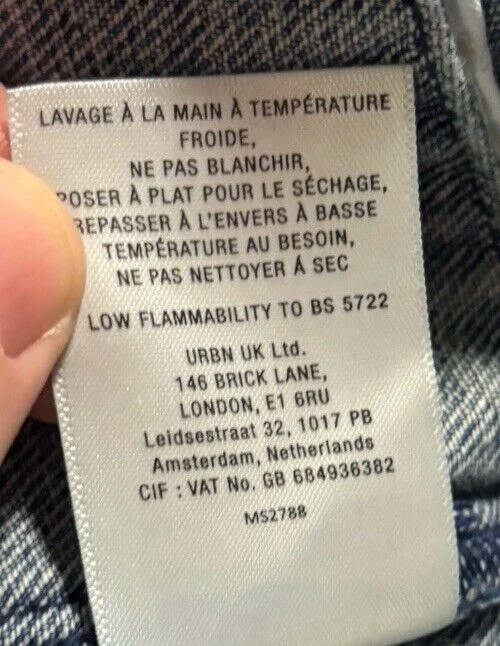 LAVAGE À LA MAIN À TEMPÉRATURE
FROIDE,
NE PAS BLANCHIR,
POSER À PLAT POUR LE SÉCHAGE,
REPASSER À L'ENVERS À BASSE
TEMPÉRATURE AU BESOIN,
NE PAS NETTOYER Á SEC
LOW FLAMMABILITY TO BS 5722
URBN UK Ltd.
146 BRICK LANE,
LONDON, E1 6RU
Leidsestraat 32, 1017 PB
Amsterdam, Netherlands
CIF : VAT No. GB 684936382
MS2788